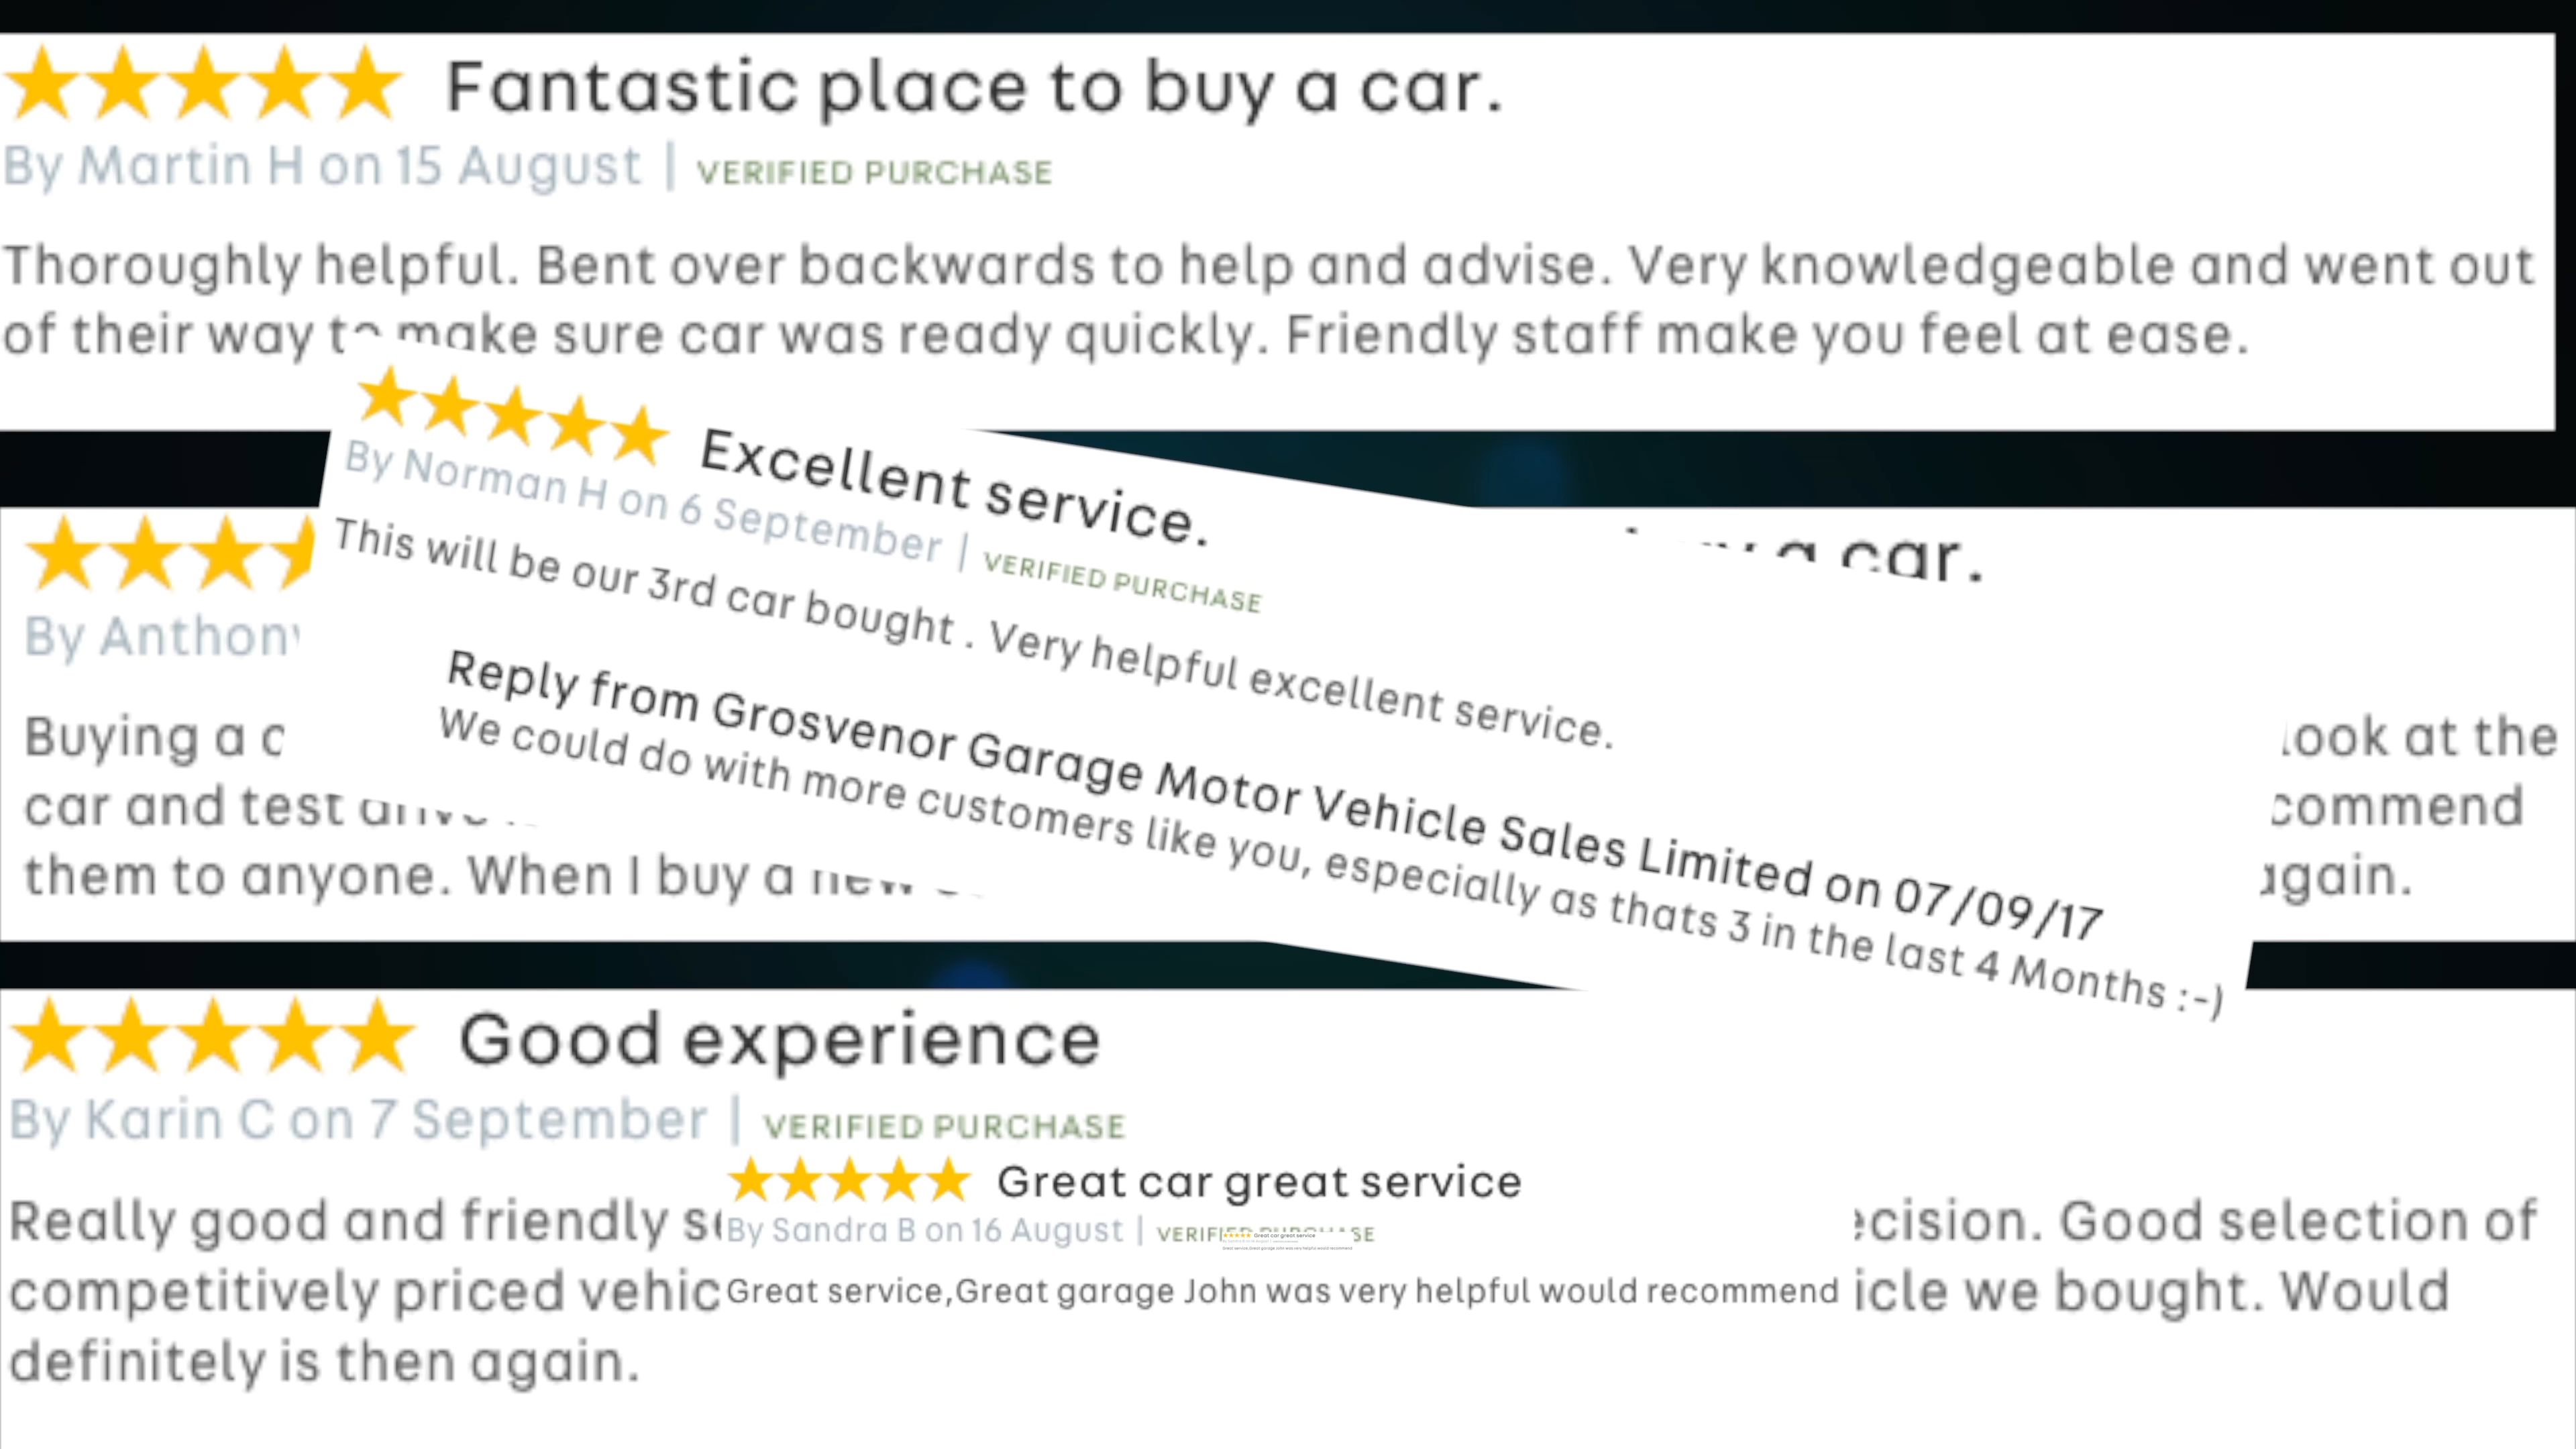 Fantastic place to buy a car.
By Martin H on 15 August | VERIFIED PURCHASE
Thoroughly helpful. Bent over backwards to help and advise. Very knowledgeable and went out
of their way to make sure car was ready quickly. Friendly staff make you feel at ease.
Excellent service.
By Norman H on 6 September | VERIFIED PURCHASE
This will be our 3rd car bought . Very helpful excellent service.
Reply from Grosvenor Garage Motor Vehicle Sales Limited on 07/09/17
We could do with more customers like you, especially as thats 3 in the last 4 Months :-)
a car.
By Anthony
Buying a look at the
car and test commend
them to anyone. When I buy a new again.
Good experience
By Karin C on 7 September | VERIFIED PURCHASE
Really good and friendly ecision. Good selection of
competitively priced vehic icle we bought. Would
definitely is then again.
Great car great service
By Sandra B on 16 August | VERIFIED PURCHASE
Great service,Great garage John was very helpful would recommend
Great car great service